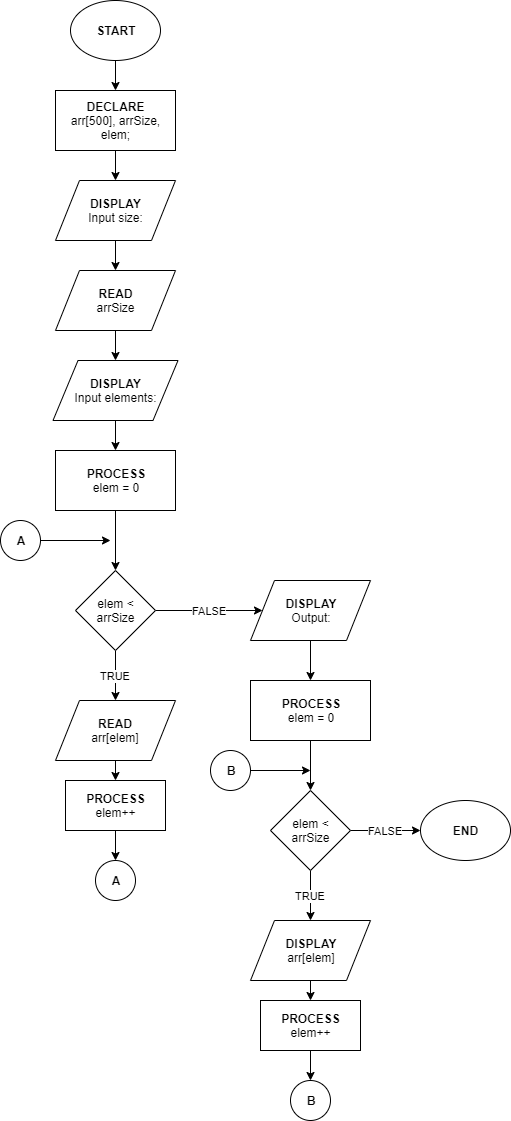 START
DECLARE
arr[500], arrSize,
elem;
DISPLAY
Input size:
READ
arrSize
DISPLAY
Input elements:
PROCESS
elem = 0
A
elem <
arrSize
FALSE
TRUE
READ
arr[elem]
PROCESS
elem++
A
DISPLAY
Output:
PROCESS
elem = 0
B
elem <
arrSize
FALSE
END
TRUE
DISPLAY
arr[elem]
PROCESS
elem++
B